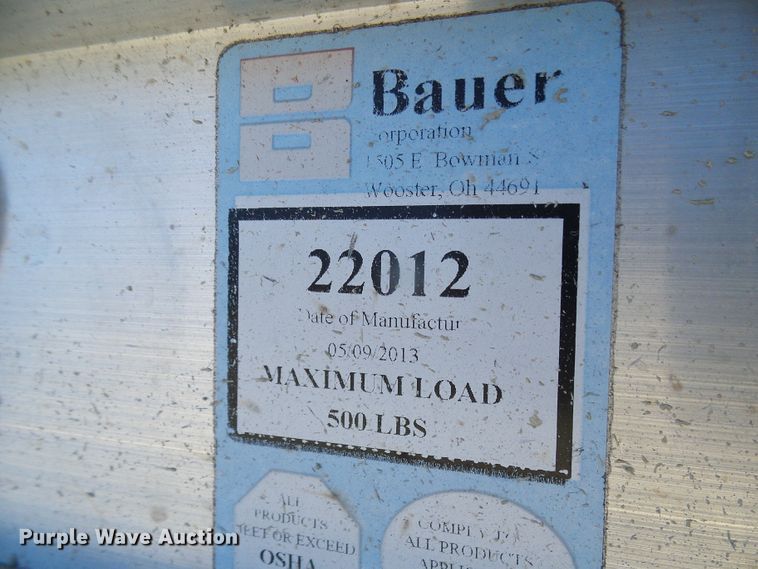 Bauer
orporation
1505 E Bowman S
Wooster, Oh 44691
22012
Date of Manufactur
05/09/2013
MAXIMUM LOAD
500 LBS
ALL
PRODUCTS
MEET OR EXCEED
OSHA
COMPLY TO
ALL PRODUCTS
Purple Wave Auction